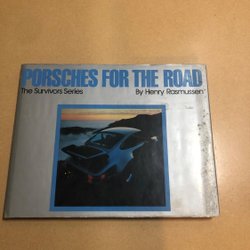 PORSCHES FOR THE ROAD
The Survivors Series By Henry Rasmussen